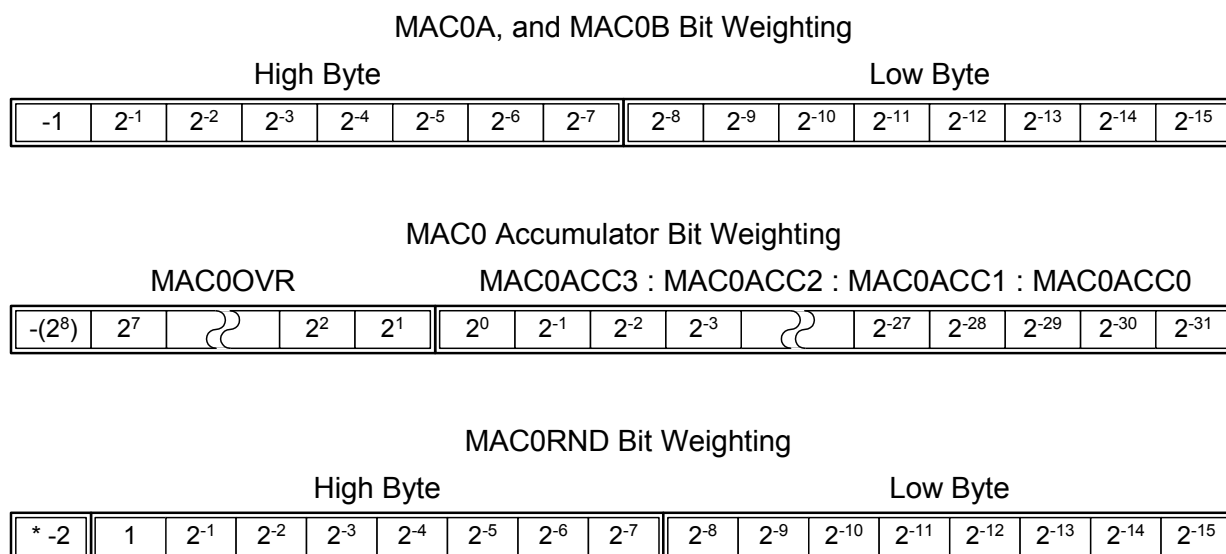 MAC0A, and MAC0B Bit Weighting
High Byte Low Byte
-1 2⁻¹ 2⁻² 2⁻³ 2⁻⁴ 2⁻⁵ 2⁻⁶ 2⁻⁷ 2⁻⁸ 2⁻⁹ 2⁻¹⁰ 2⁻¹¹ 2⁻¹² 2⁻¹³ 2⁻¹⁴ 2⁻¹⁵
MAC0 Accumulator Bit Weighting
MAC0OVR MAC0ACC3 : MAC0ACC2 : MAC0ACC1 : MAC0ACC0
-(2⁸) 2⁷ 2² 2¹ 2⁰ 2⁻¹ 2⁻² 2⁻³ 2⁻²⁷ 2⁻²⁸ 2⁻²⁹ 2⁻³⁰ 2⁻³¹
MAC0RND Bit Weighting
High Byte Low Byte
* -2 1 2⁻¹ 2⁻² 2⁻³ 2⁻⁴ 2⁻⁵ 2⁻⁶ 2⁻⁷ 2⁻⁸ 2⁻⁹ 2⁻¹⁰ 2⁻¹¹ 2⁻¹² 2⁻¹³ 2⁻¹⁴ 2⁻¹⁵